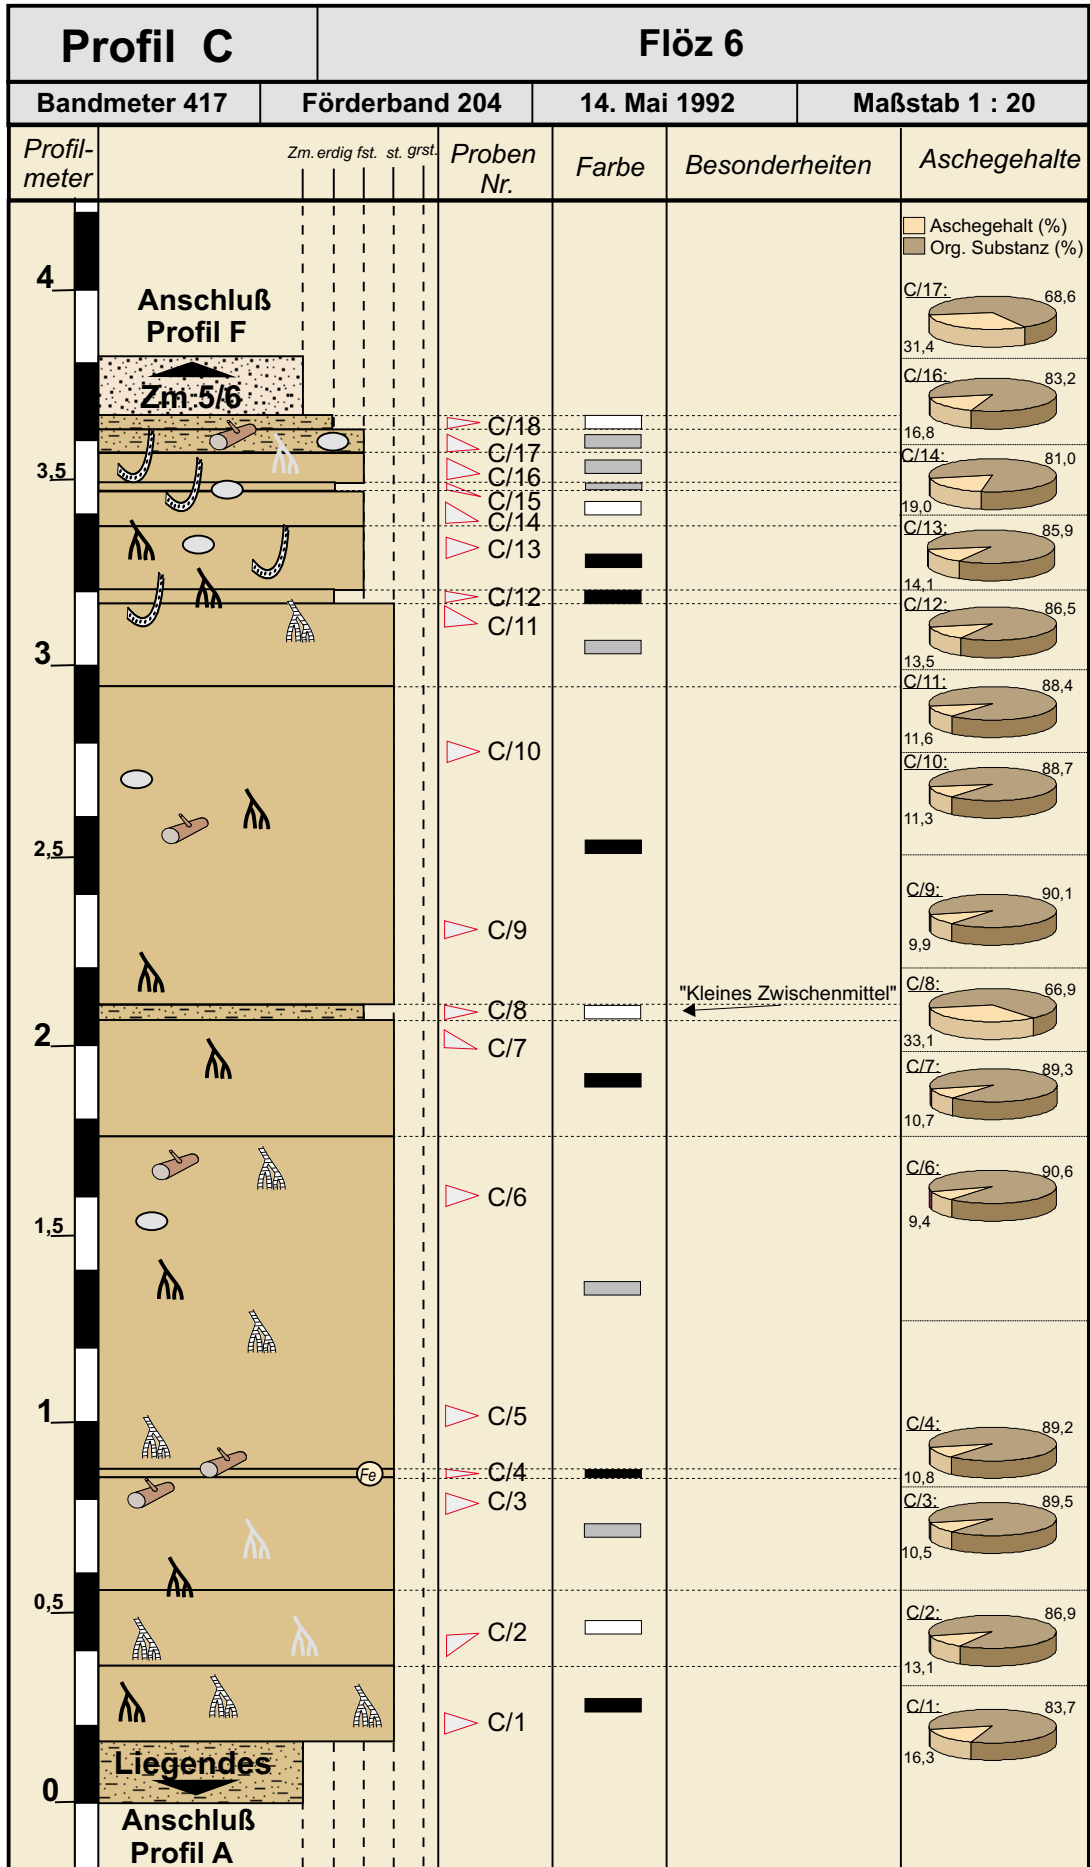 Profil C
Flöz 6
Bandmeter 417
Förderband 204
14. Mai 1992
Maßstab 1 : 20
Profil-
meter
Zm. erdig fst. st. grst.
Proben
Nr.
Farbe
Besonderheiten
Aschegehalte
Aschegehalt (%)
Org. Substanz (%)
4
3,5
3
2,5
2
1,5
1
0,5
0
Anschluß
Profil F
Zm 5/6
Fe
Liegendes
Anschluß
Profil A
C/18
C/17
C/16
C/15
C/14
C/13
C/12
C/11
C/10
C/9
C/8
C/7
C/6
C/5
C/4
C/3
C/2
C/1
"Kleines Zwischenmittel"
C/17:
68,6
31,4
C/16:
83,2
16,8
C/14:
81,0
19,0
C/13:
85,9
14,1
C/12:
86,5
13,5
C/11:
88,4
11,6
C/10:
88,7
11,3
C/9:
90,1
9,9
C/8:
66,9
33,1
C/7:
89,3
10,7
C/6:
90,6
9,4
C/4:
89,2
10,8
C/3:
89,5
10,5
C/2:
86,9
13,1
C/1:
83,7
16,3